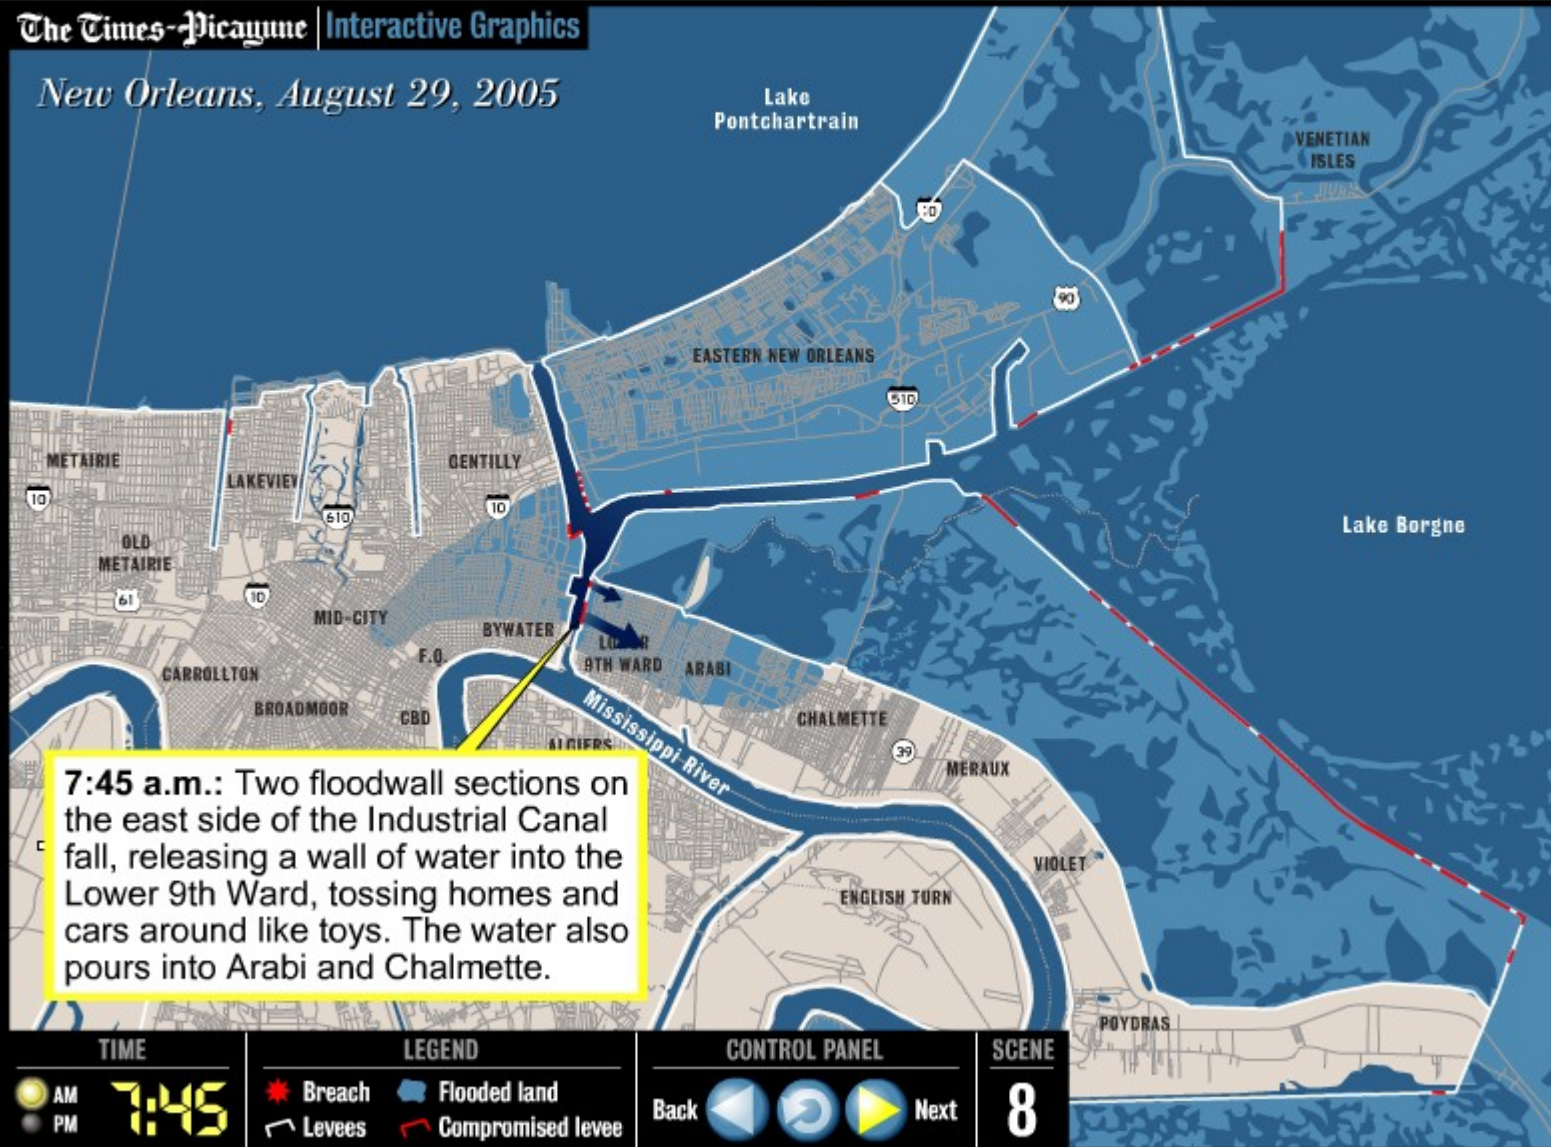 The Times-Picayune | Interactive Graphics
New Orleans, August 29, 2005
Lake
Pontchartrain
VENETIAN
ISLES
90
EASTERN NEW ORLEANS
510
METAIRIE
GENTILLY
LAKEVIEW
10
10
610
Lake Borgne
OLD
METAIRIE
61
10
MID-CITY
BYWATER
LOWER
9TH WARD
ARABI
F.Q.
CARROLLTON
BROADMOOR
CBD
Mississippi River
CHALMETTE
ALGIERS
39
MERAUX
7:45 a.m.: Two floodwall sections on
the east side of the Industrial Canal
fall, releasing a wall of water into the
Lower 9th Ward, tossing homes and
cars around like toys. The water also
pours into Arabi and Chalmette.
VIOLET
ENGLISH TURN
POYDRAS
TIME
AM
PM
7:45
LEGEND
Breach
Flooded land
Levees
Compromised levee
CONTROL PANEL
Back
Next
SCENE
8